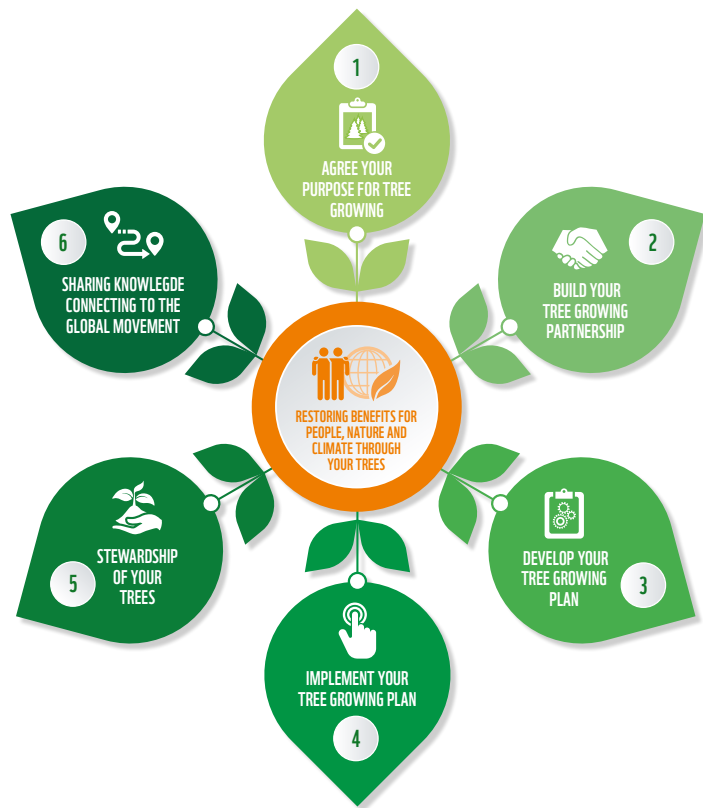 1
AGREE YOUR
PURPOSE FOR TREE
GROWING
2
BUILD YOUR
TREE GROWING
PARTNERSHIP
DEVELOP YOUR
TREE GROWING
PLAN
3
IMPLEMENT YOUR
TREE GROWING PLAN
4
STEWARDSHIP
OF YOUR
TREES
5
6
SHARING KNOWLEGDE
CONNECTING TO THE
GLOBAL MOVEMENT
RESTORING BENEFITS FOR
PEOPLE, NATURE AND
CLIMATE THROUGH
YOUR TREES